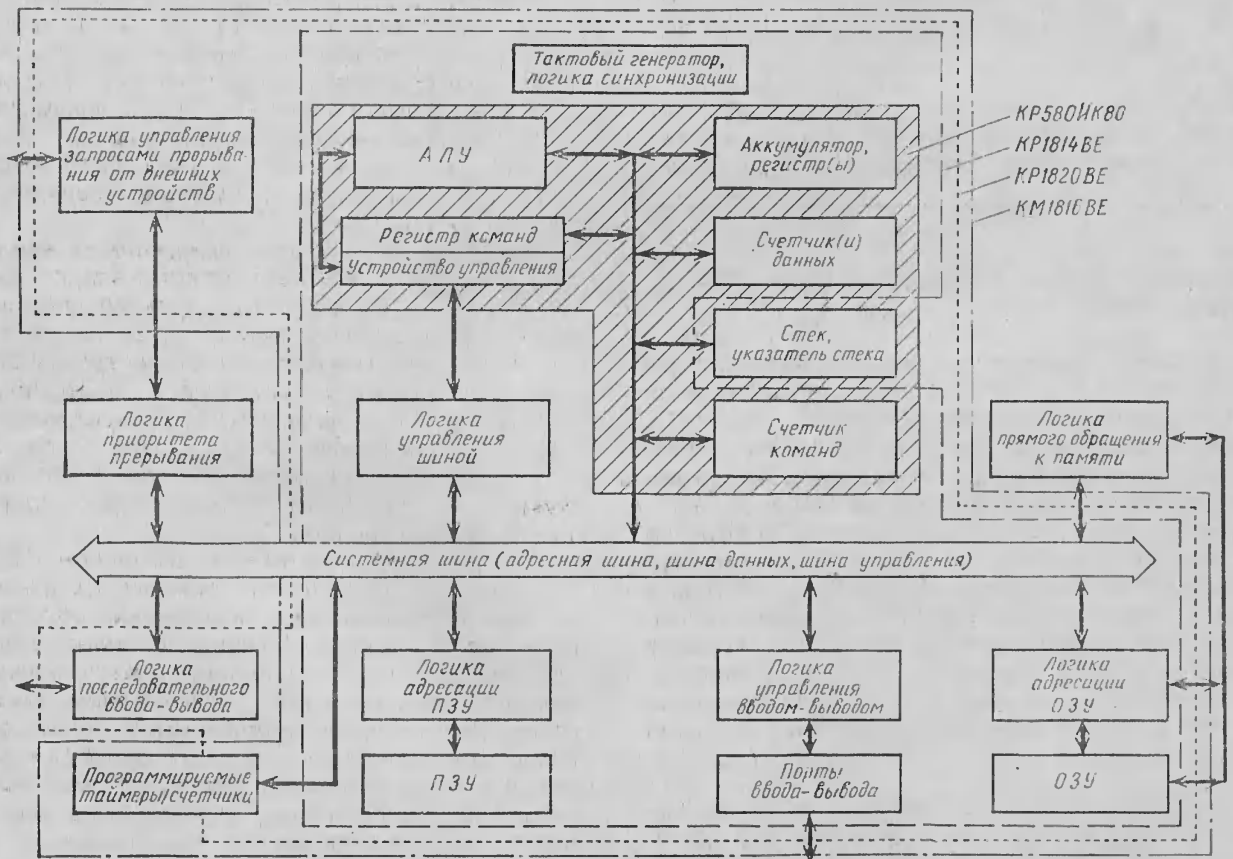 Тактовый генератор,
логика синхронизации
Логика управления
запросами прерыва-
ния от внешних
устройств
АЛУ
Аккумулятор,
регистр(ы)
КР580ИК80
КР1814ВЕ
КР1820ВЕ
КМ1816ВЕ
Регистр команд
Устройство управления
Счетчик(и)
данных
Стек,
указатель стека
Логика
приоритета
прерывания
Логика
управления
шиной
Счетчик
команд
Логика
прямого обращения
к памяти
Системная шина (адресная шина, шина данных, шина управления)
Логика
последовательного
ввода-вывода
Логика
адресации
ПЗУ
Логика
управления
вводом-выводом
Логика
адресации
ОЗУ
Программируемые
таймеры/счетчики
ПЗУ
Порты
ввода-вывода
ОЗУ